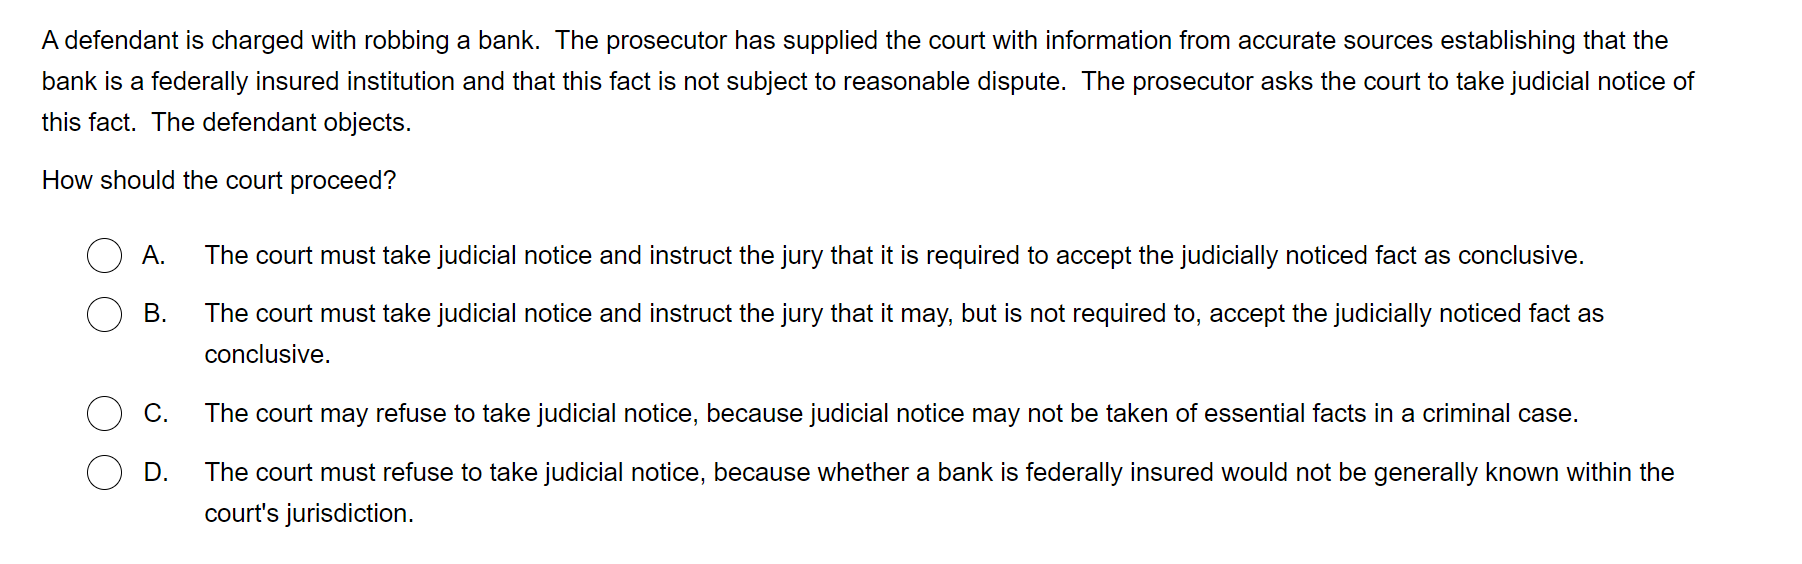 A defendant is charged with robbing a bank.  The prosecutor has supplied the court with information from accurate sources establishing that the
bank is a federally insured institution and that this fact is not subject to reasonable dispute.  The prosecutor asks the court to take judicial notice of
this fact.  The defendant objects.
How should the court proceed?
A. The court must take judicial notice and instruct the jury that it is required to accept the judicially noticed fact as conclusive.
B. The court must take judicial notice and instruct the jury that it may, but is not required to, accept the judicially noticed fact as
conclusive.
C. The court may refuse to take judicial notice, because judicial notice may not be taken of essential facts in a criminal case.
D. The court must refuse to take judicial notice, because whether a bank is federally insured would not be generally known within the
court's jurisdiction.